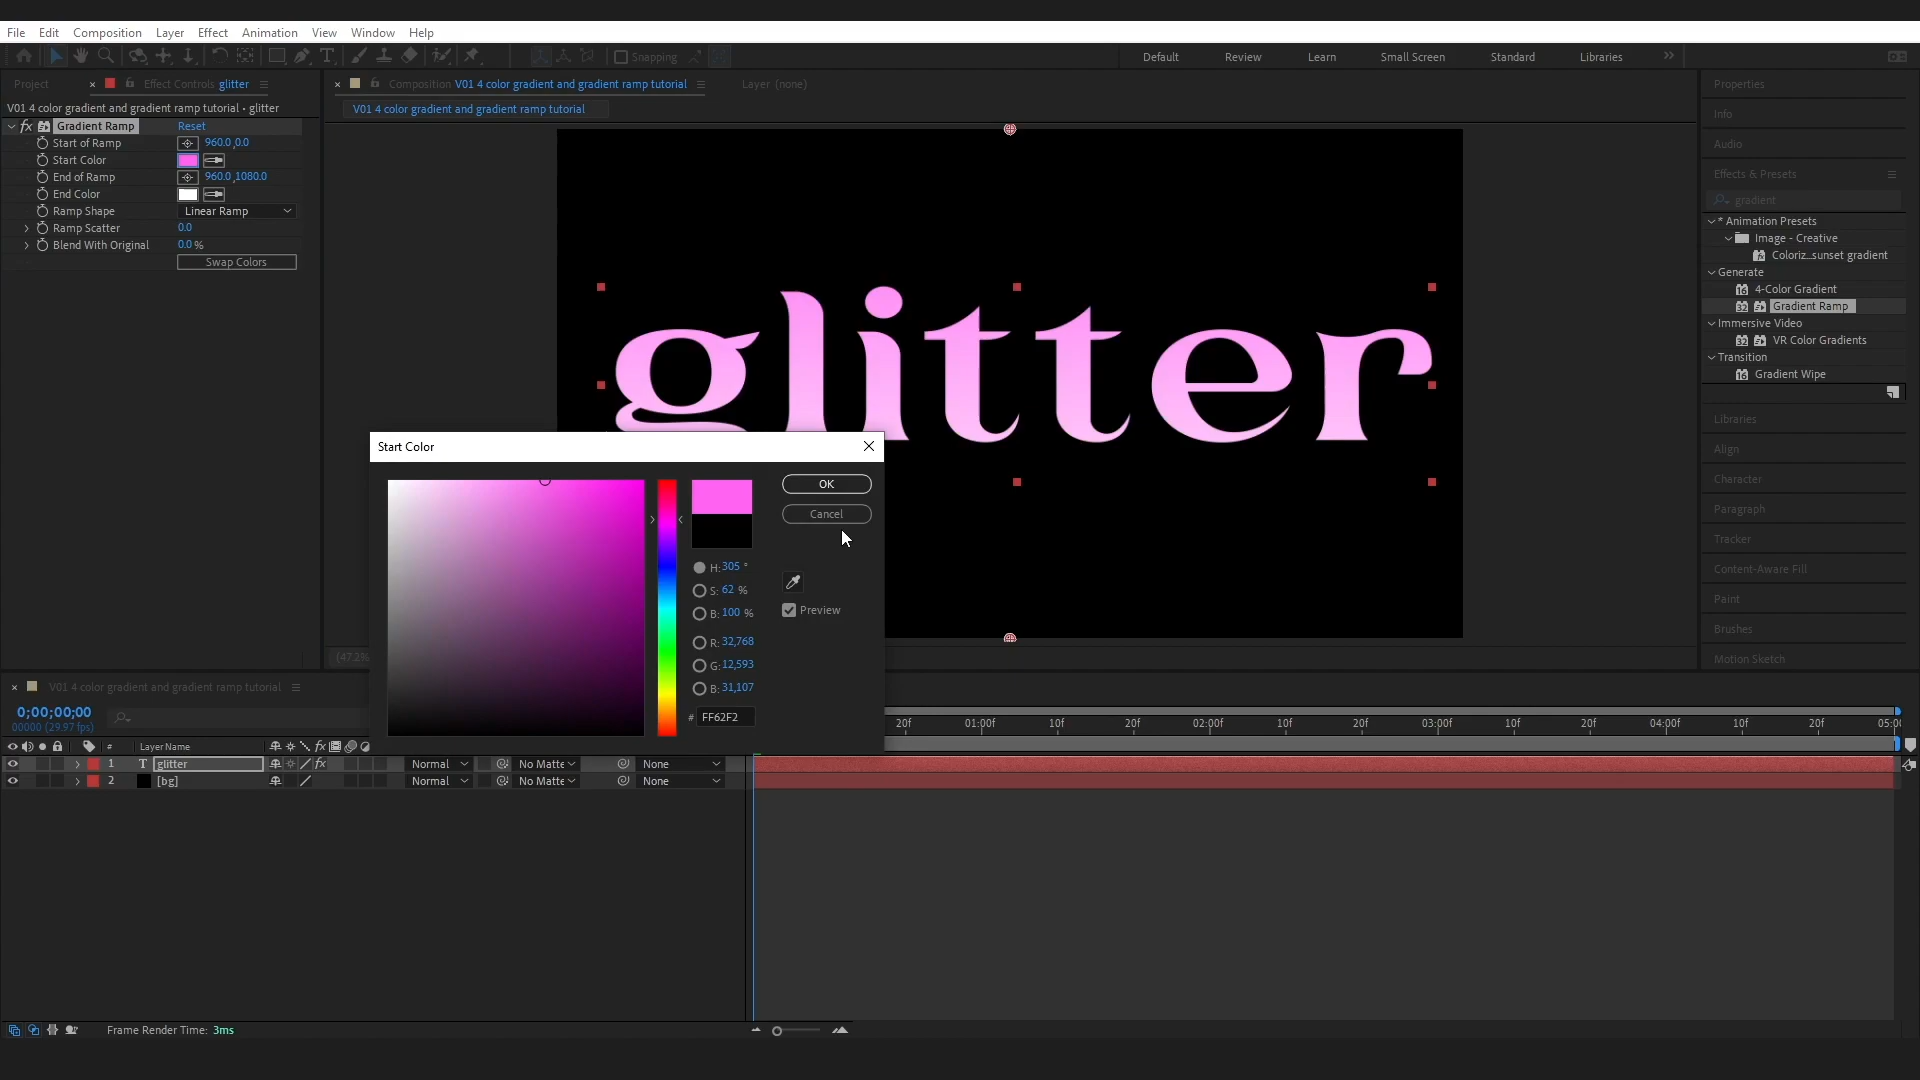 File Edit Composition Layer Effect Animation View Window Help
Snapping Default Review Learn Small Screen Standard Libraries
Project × Effect Controls glitter
V01 4 color gradient and gradient ramp tutorial • glitter
fx Gradient Ramp Reset
Start of Ramp 960.0,0.0
Start Color
End of Ramp 960.0,1080.0
End Color
Ramp Shape Linear Ramp
Ramp Scatter 0.0
Blend With Original 0.0 %
Swap Colors
× Composition V01 4 color gradient and gradient ramp tutorial Layer (none)
V01 4 color gradient and gradient ramp tutorial
glitter
Start Color
OK
Cancel
H: 305 °
S: 62 %
B: 100 %
Preview
R: 32,768
G: 12,593
B: 31,107
# FF62F2
(47.2%
Properties
Info
Audio
Effects & Presets
gradient
* Animation Presets
Image - Creative
Coloriz...sunset gradient
Generate
16 4-Color Gradient
32 Gradient Ramp
Immersive Video
32 VR Color Gradients
Transition
16 Gradient Wipe
Libraries
Align
Character
Paragraph
Tracker
Content-Aware Fill
Paint
Brushes
Motion Sketch
× V01 4 color gradient and gradient ramp tutorial
0;00;00;00
00000 (29.97 fps)
20f 01:00f 10f 20f 02:00f 10f 20f 03:00f 10f 20f 04:00f 10f 20f 05:0
# Layer Name fx
1 T glitter fx Normal No Matte None
2 [bg] Normal No Matte None
Frame Render Time: 3ms